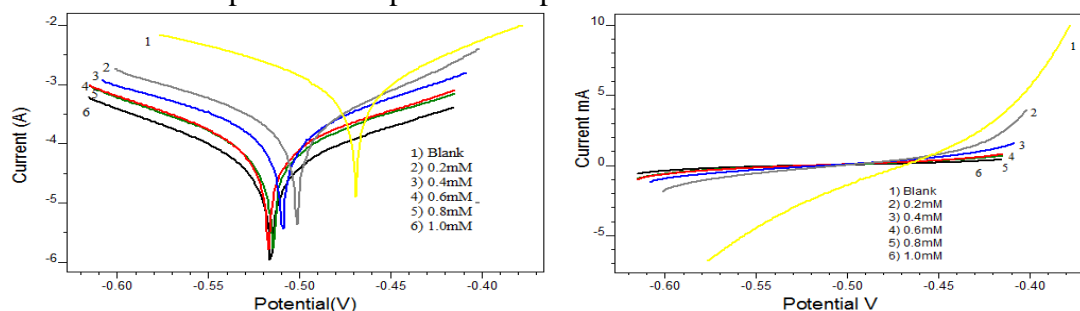 -2
-3
-4
-5
-6
Current (A)
1
2
3
4
5
6
1) Blank
2) 0.2mM
3) 0.4mM
4) 0.6mM
5) 0.8mM
6) 1.0mM
-0.60
-0.55
-0.50
-0.45
-0.40
Potential(V)
10
5
0
-5
Current mA
1
2
3
4
5
6
1) Blank
2) 0.2mM
3) 0.4mM
4) 0.6mM
5) 0.8mM
6) 1.0mM
-0.60
-0.55
-0.50
-0.45
-0.40
Potential V